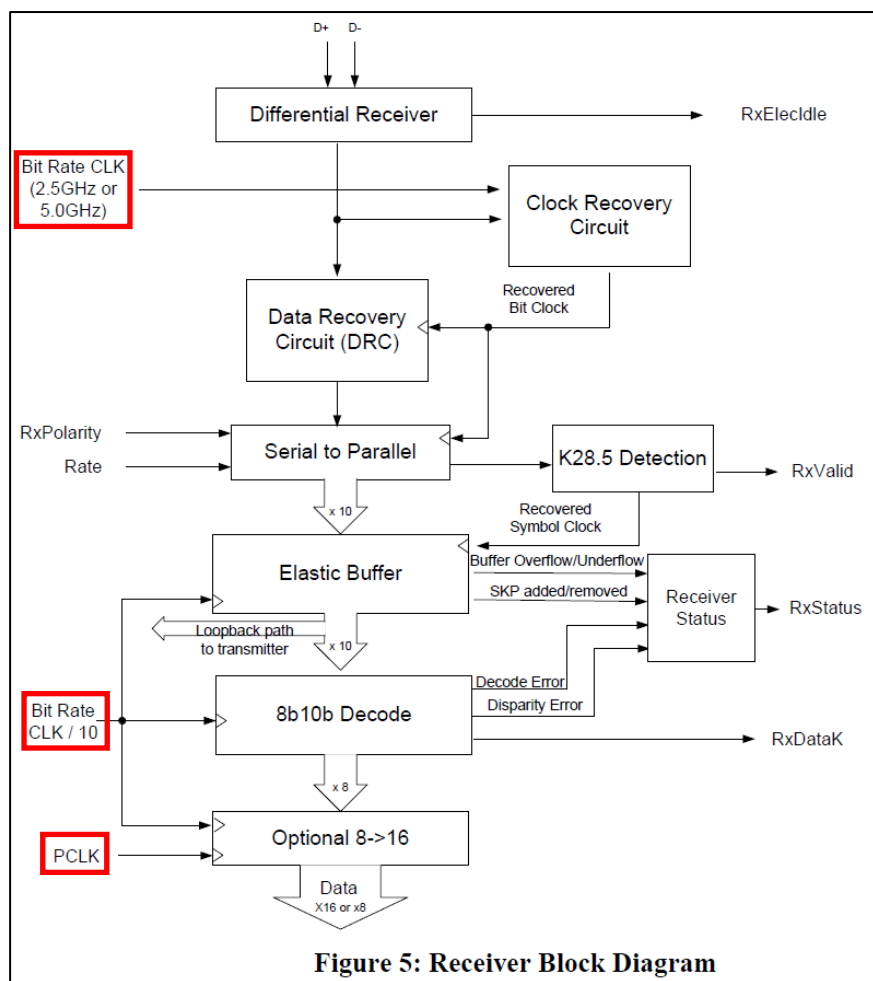 D+ D-
Differential Receiver
RxElecIdle
Bit Rate CLK
(2.5GHz or
5.0GHz)
Clock Recovery
Circuit
Recovered
Bit Clock
Data Recovery
Circuit (DRC)
RxPolarity
Rate
Serial to Parallel
K28.5 Detection
RxValid
x 10
Recovered
Symbol Clock
Elastic Buffer
Buffer Overflow/Underflow
SKP added/removed
Receiver
Status
RxStatus
Loopback path
to transmitter
x 10
Decode Error
Disparity Error
Bit Rate
CLK / 10
8b10b Decode
RxDataK
x 8
Optional 8->16
PCLK
Data
X16 or x8
Figure 5: Receiver Block Diagram